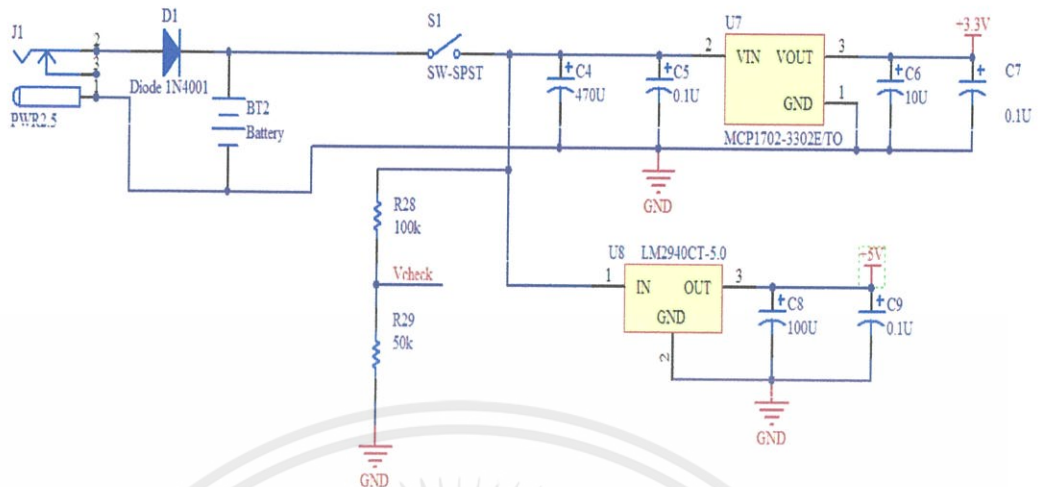 J1
2
3
1
PWR2.5
D1
Diode 1N4001
BT2
Battery
S1
SW-SPST
C4
470U
C5
0.1U
U7
2
VIN
VOUT
3
GND
1
MCP1702-3302E/TO
+3.3V
C6
10U
C7
0.1U
GND
R28
100k
Vcheck
R29
50k
GND
U8
LM2940CT-5.0
1
IN
OUT
3
GND
2
+5V
C8
100U
C9
0.1U
GND